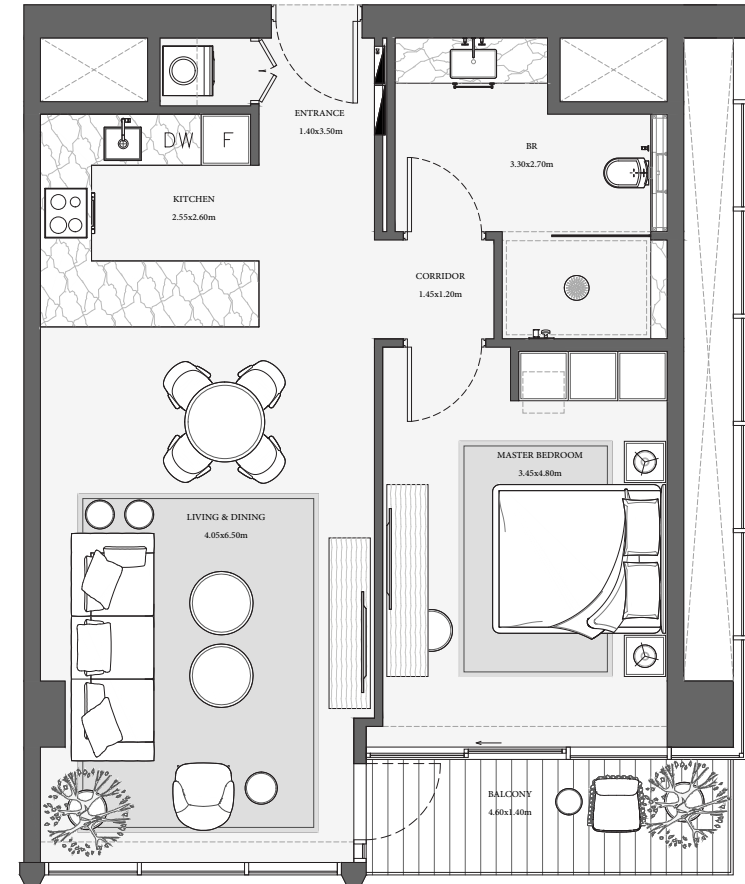 ENTRANCE
1.40x3.50m
BR
3.30x2.70m
DW
F
KITCHEN
2.55x2.60m
CORRIDOR
1.45x1.20m
MASTER BEDROOM
3.45x4.80m
LIVING & DINING
4.05x6.50m
BALCONY
4.60x1.40m